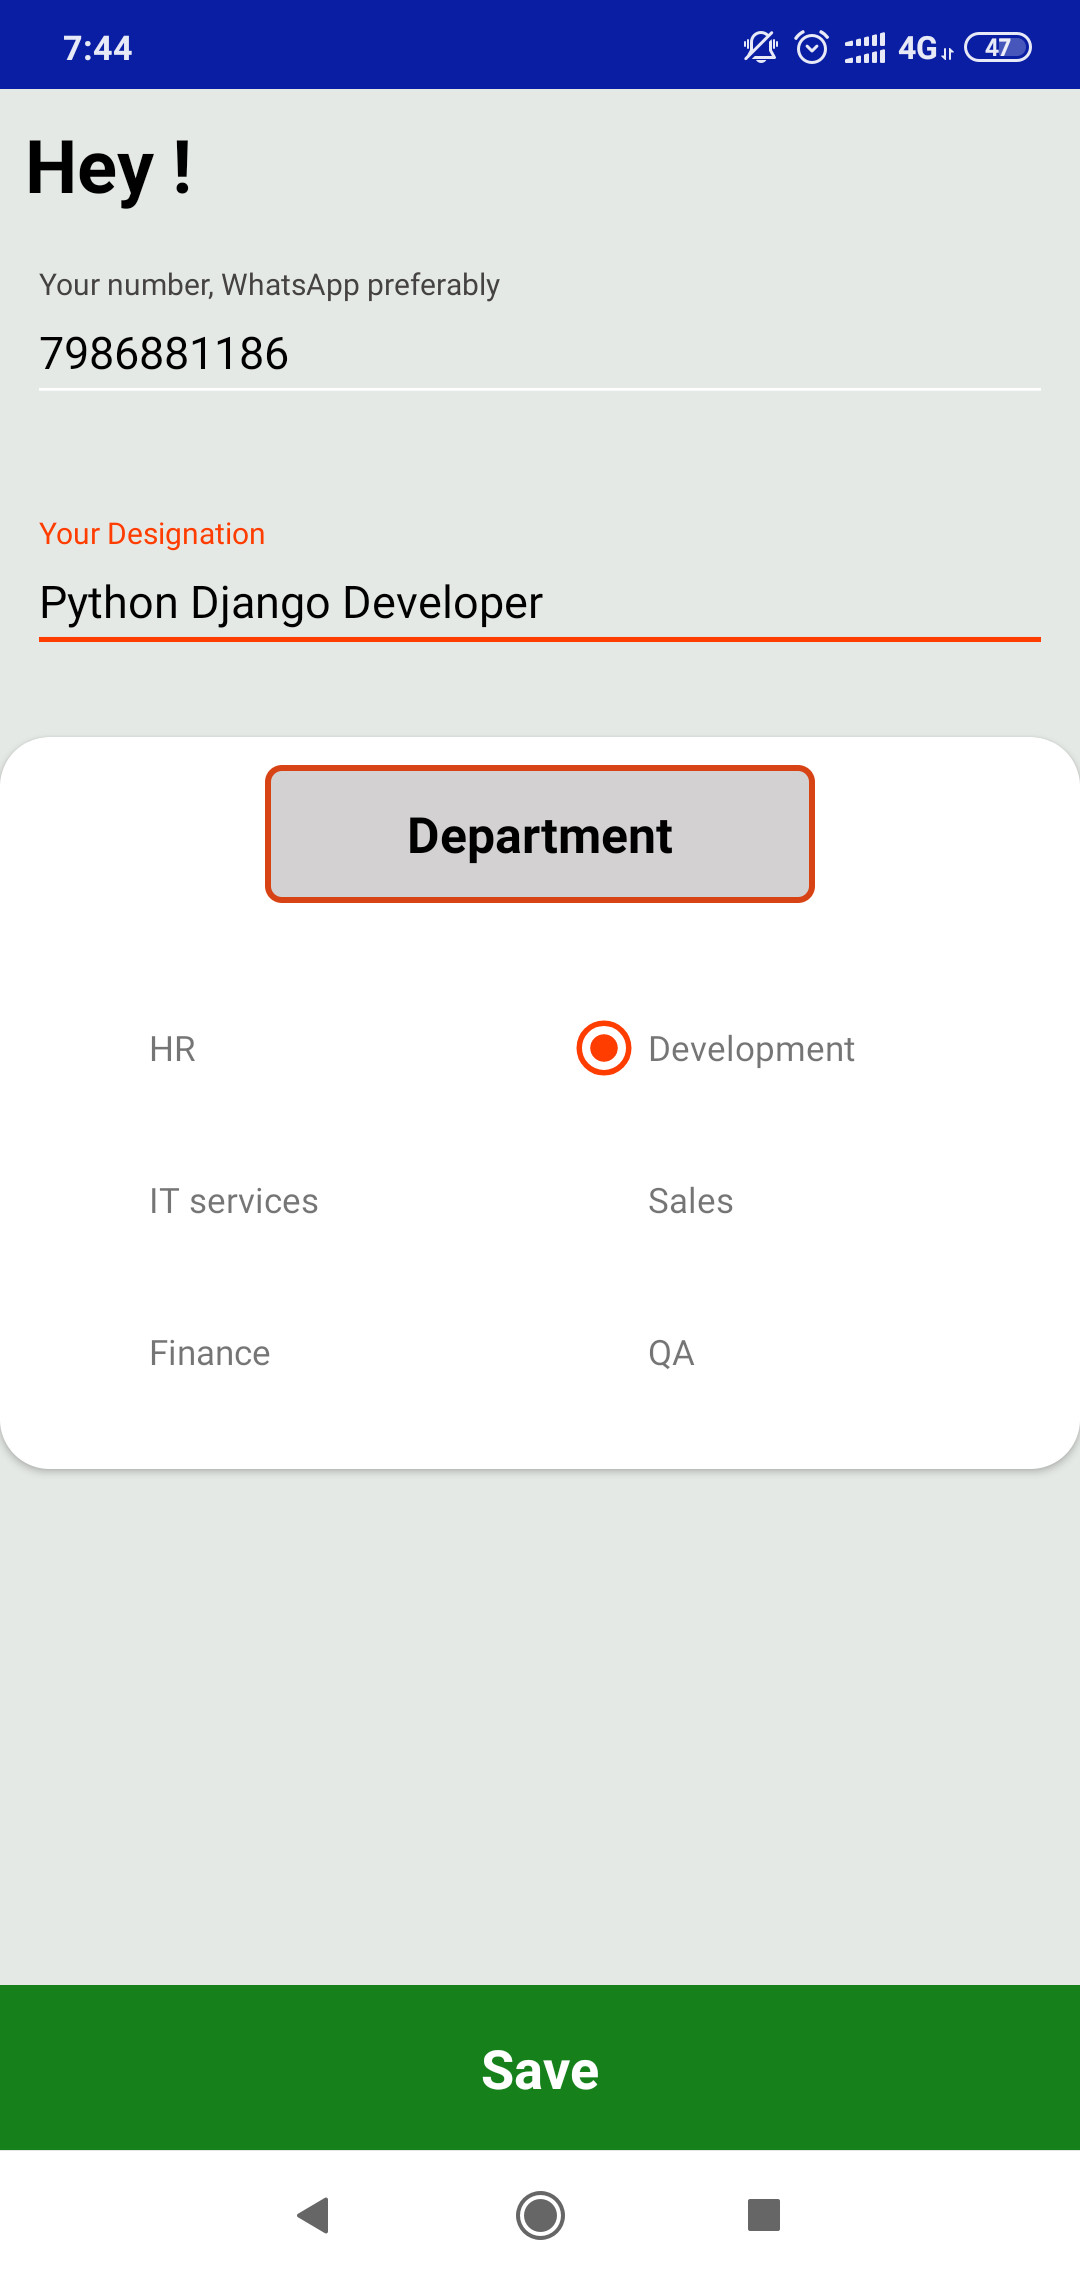 7:44 4G 47
Hey !
Your number, WhatsApp preferably
7986881186
Your Designation
Python Django Developer
Department
HR Development
IT services Sales
Finance QA
Save